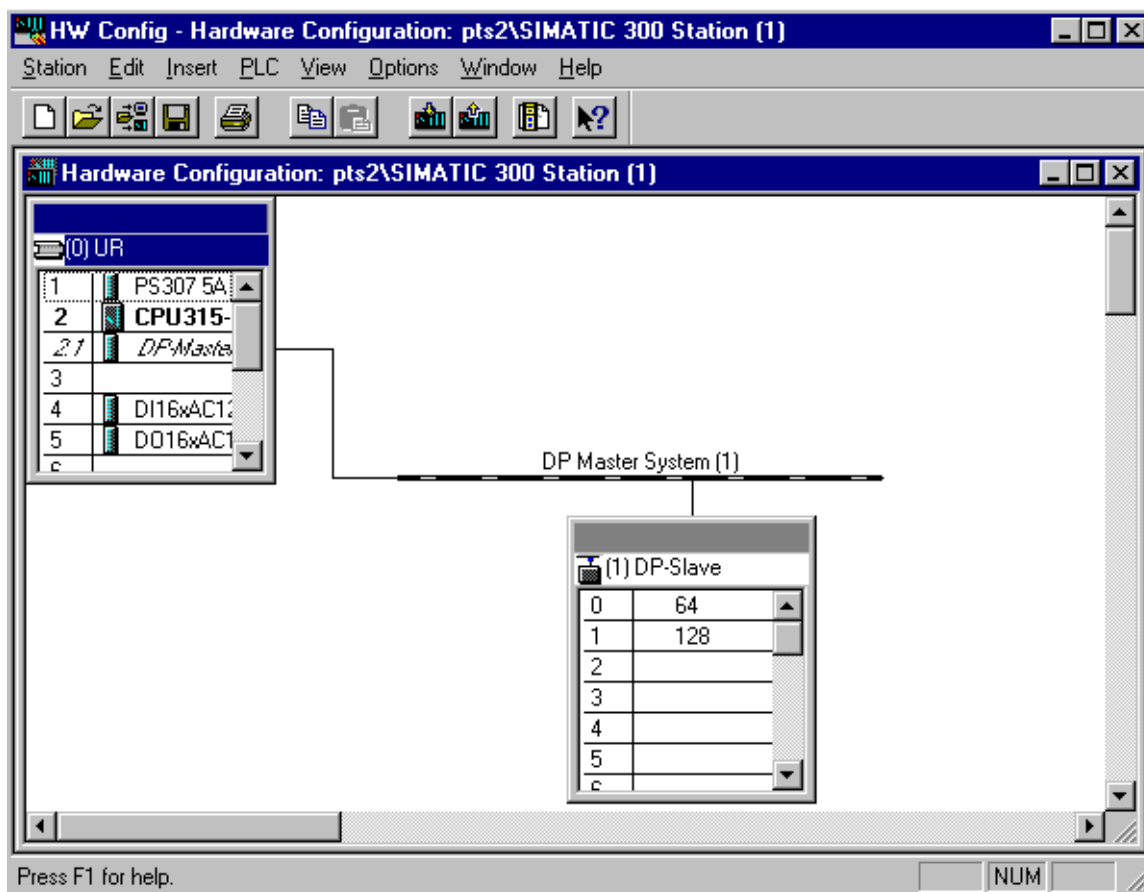 HW Config - Hardware Configuration: pts2\SIMATIC 300 Station (1)
Station Edit Insert PLC View Options Window Help
Hardware Configuration: pts2\SIMATIC 300 Station (1)
(0) UR
1 PS307 5A
2 CPU315-
2.1 DP-Master
3
4 DI16xAC12
5 DO16xAC1
DP Master System (1)
(1) DP-Slave
0 64
1 128
2
3
4
5
Press F1 for help.
NUM